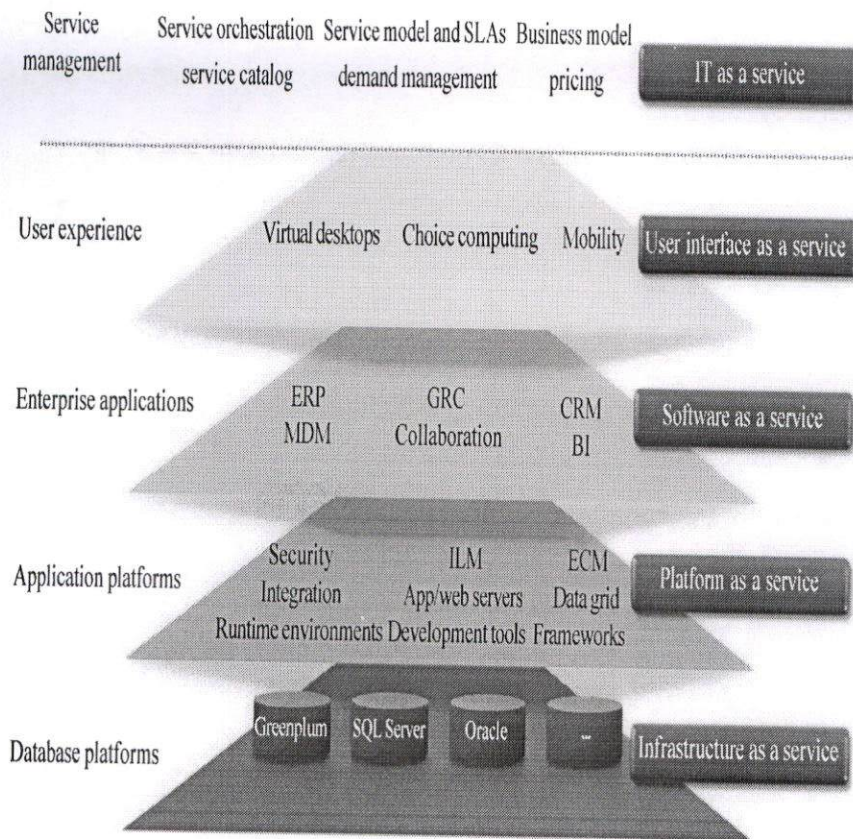 Service
management
Service orchestration
service catalog
Service model and SLAs
demand management
Business model
pricing
IT as a service
User experience
Virtual desktops
Choice computing
Mobility
User interface as a service
Enterprise applications
ERP
MDM
GRC
Collaboration
CRM
BI
Software as a service
Application platforms
Security
Integration
Runtime environments
ILM
App/web servers
Development tools
ECM
Data grid
Frameworks
Platform as a service
Database platforms
Greenplum
SQL Server
Oracle
...
Infrastructure as a service